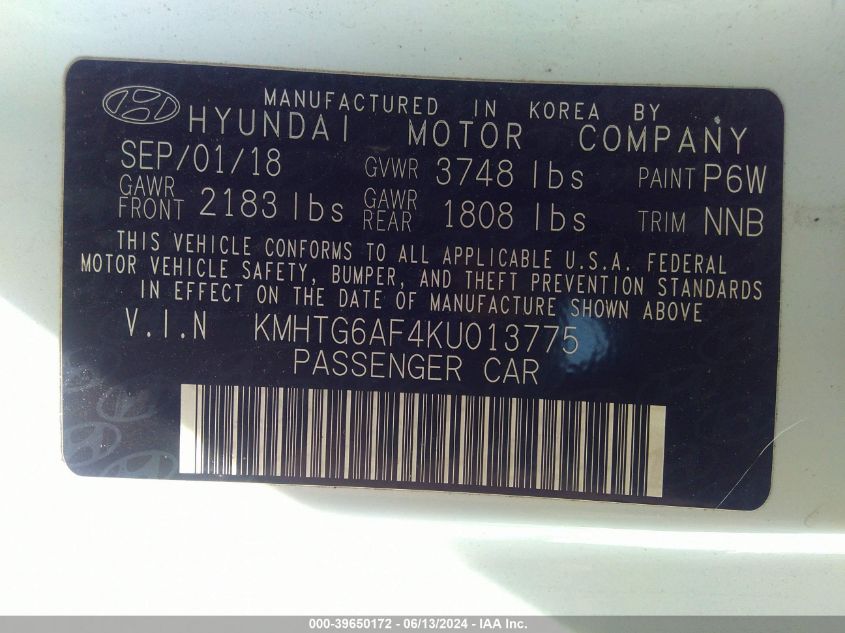 MANUFACTURED IN KOREA BY
HYUNDAI MOTOR COMPANY
SEP/01/18 GVWR 3748 lbs PAINT P6W
GAWR FRONT 2183 lbs GAWR REAR 1808 lbs TRIM NNB
THIS VEHICLE CONFORMS TO ALL APPLICABLE U.S.A. FEDERAL
MOTOR VEHICLE SAFETY, BUMPER, AND THEFT PREVENTION STANDARDS
IN EFFECT ON THE DATE OF MANUFACTURE SHOWN ABOVE
V.I.N KMHTG6AF4KU013775
PASSENGER CAR
000-39650172 - 06/13/2024 - IAA Inc.